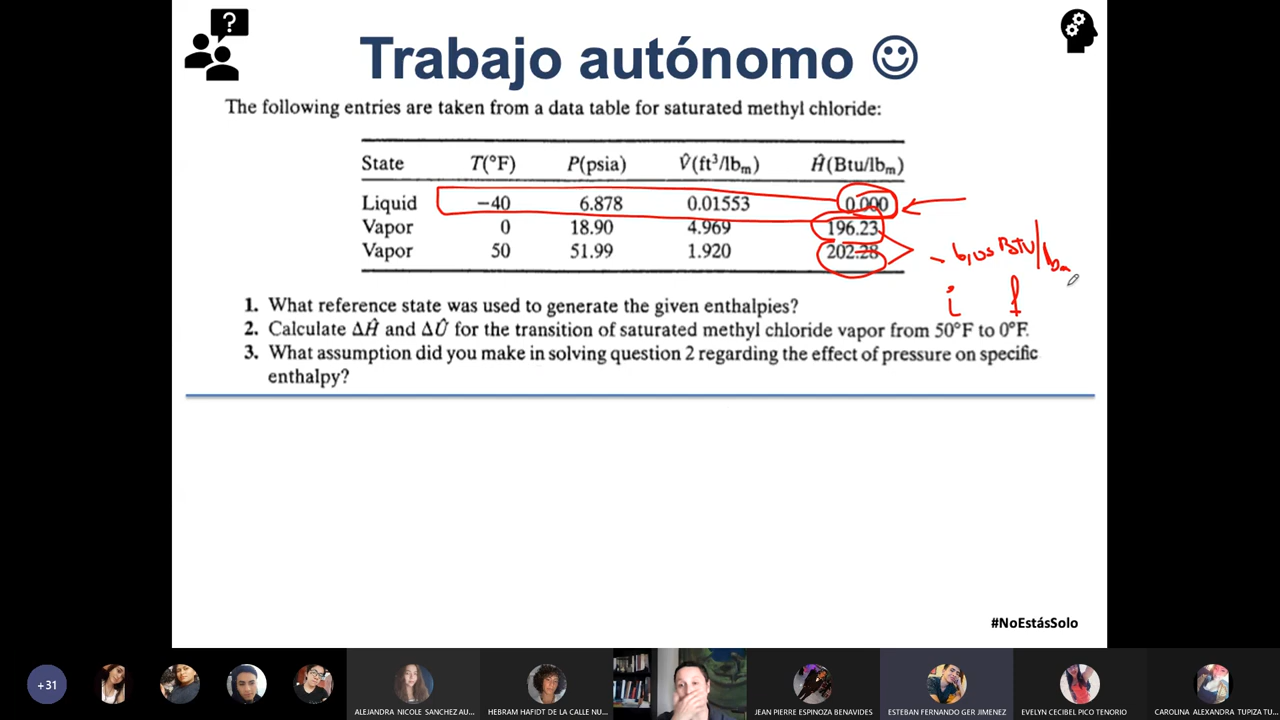 Trabajo autónomo
The following entries are taken from a data table for saturated methyl chloride:
State T(°F) P(psia) V̂(ft³/lbₘ) Ĥ(Btu/lbₘ)
Liquid −40 6.878 0.01553 0.000
Vapor 0 18.90 4.969 196.23
Vapor 50 51.99 1.920 202.28
- 6,05 BTU/lbm
i f
1. What reference state was used to generate the given enthalpies?
2. Calculate ΔĤ and ΔÛ for the transition of saturated methyl chloride vapor from 50°F to 0°F.
3. What assumption did you make in solving question 2 regarding the effect of pressure on specific
enthalpy?
#NoEstásSolo
+31
ALEJANDRA NICOLE SANCHEZ AU...
HEBRAM HAFIDT DE LA CALLE NU...
JEAN PIERRE ESPINOZA BENAVIDES
ESTEBAN FERNANDO GER JIMENEZ
EVELYN CECIBEL PICO TENORIO
CAROLINA ALEXANDRA TUPIZA TU...